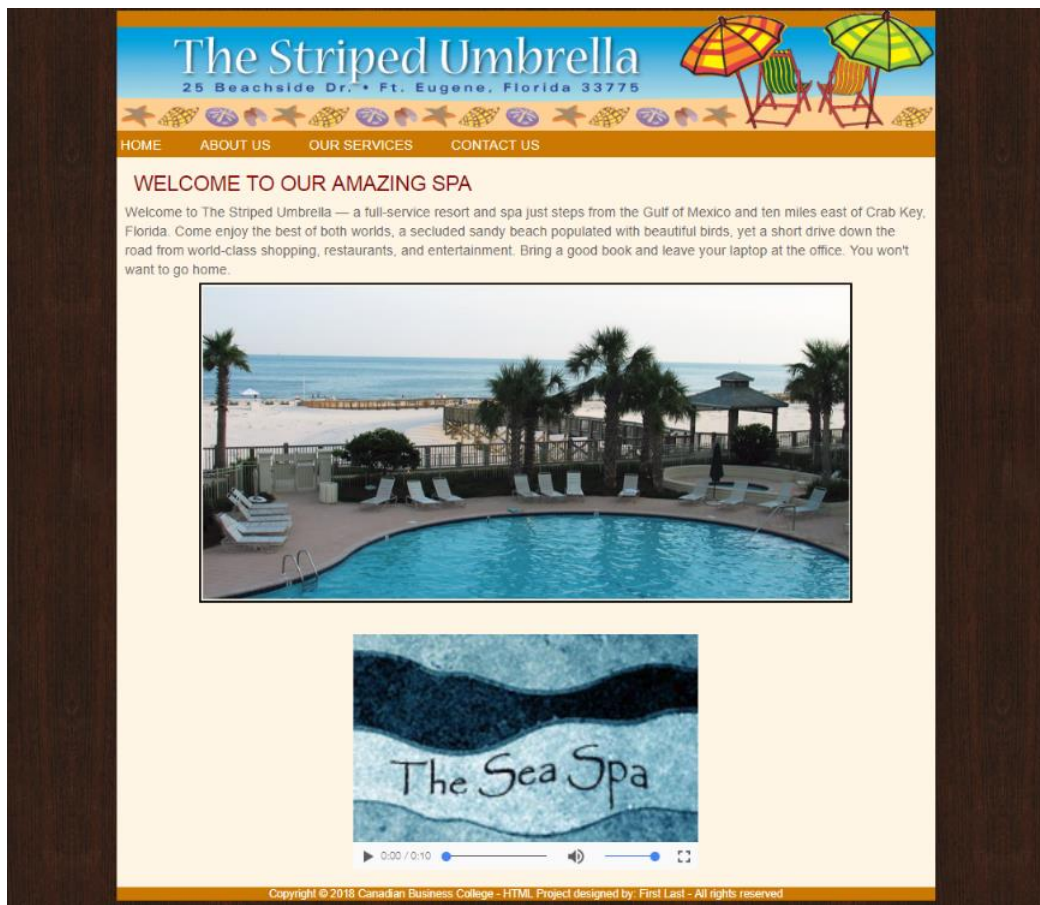 The Striped Umbrella
25 Beachside Dr. • Ft. Eugene, Florida 33775
HOME ABOUT US OUR SERVICES CONTACT US
WELCOME TO OUR AMAZING SPA
Welcome to The Striped Umbrella — a full-service resort and spa just steps from the Gulf of Mexico and ten miles east of Crab Key,
Florida. Come enjoy the best of both worlds, a secluded sandy beach populated with beautiful birds, yet a short drive down the
road from world-class shopping, restaurants, and entertainment. Bring a good book and leave your laptop at the office. You won't
want to go home.
The Sea Spa
0:00 / 0:10
Copyright © 2018 Canadian Business College - HTML Project designed by: First Last - All rights reserved